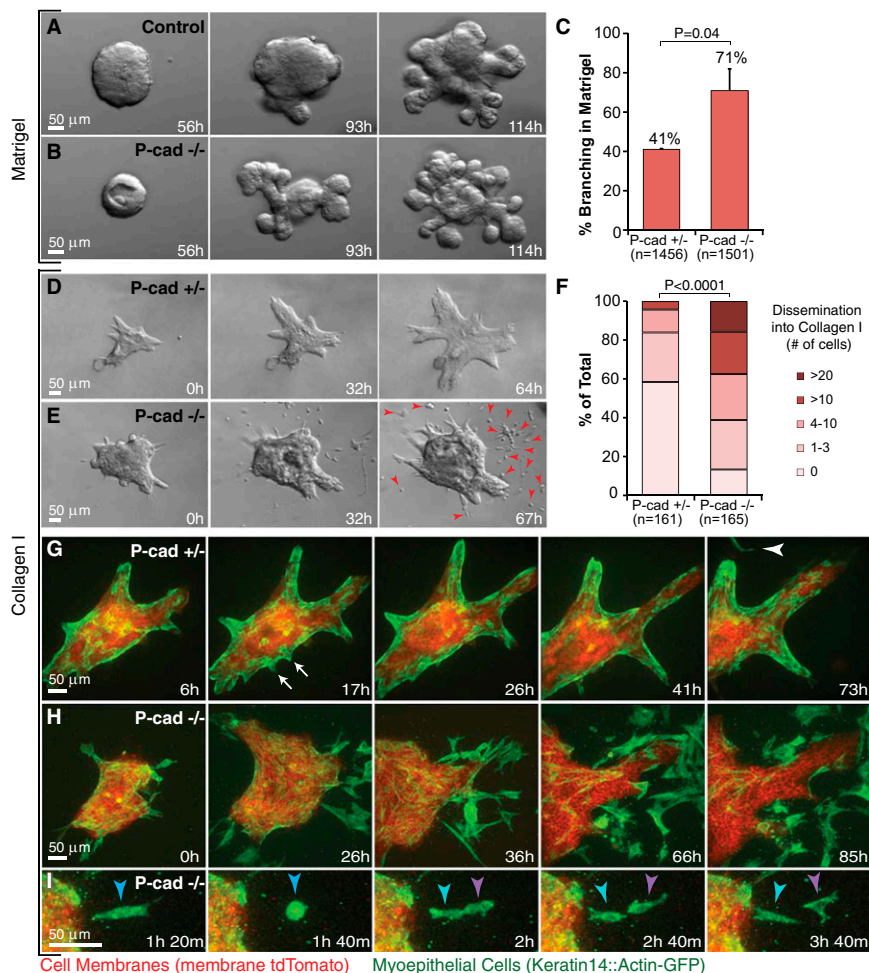 Matrigel
A
Control
50 µm
56h
93h
114h
B
P-cad -/-
50 µm
56h
93h
114h
C
P=0.04
% Branching in Matrigel
100
80
60
40
20
0
41%
71%
P-cad +/-
(n=1456)
P-cad -/-
(n=1501)
Collagen I
D
P-cad +/-
50 µm
0h
32h
64h
E
P-cad -/-
50 µm
0h
32h
67h
F
P<0.0001
% of Total
100
80
60
40
20
0
P-cad +/-
(n=161)
P-cad -/-
(n=165)
Dissemination
into Collagen I
(# of cells)
>20
>10
4-10
1-3
0
G
P-cad +/-
50 µm
6h
17h
26h
41h
73h
H
P-cad -/-
50 µm
0h
26h
36h
66h
85h
I
P-cad -/-
50 µm
1h 20m
1h 40m
2h
2h 40m
3h 40m
Cell Membranes (membrane tdTomato)
Myoepithelial Cells (Keratin14::Actin-GFP)